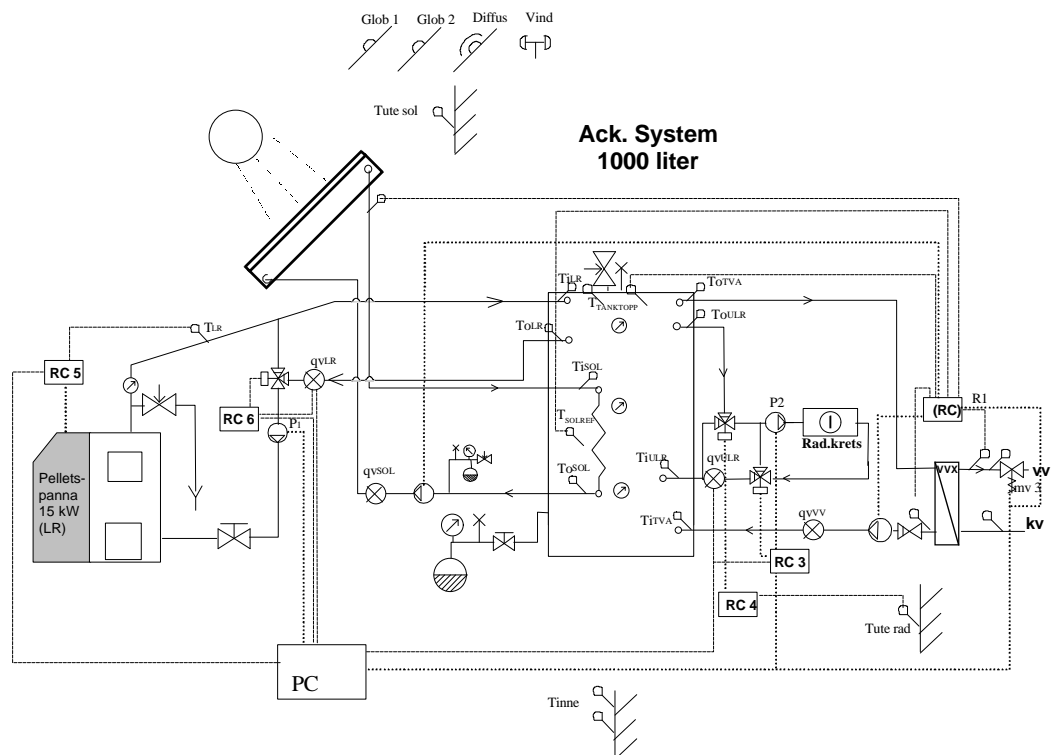 Glob 1
Glob 2
Diffus
Vind
Tute sol
Ack. System
1000 liter
TiLR
ToTVA
TTANKTOPP
ToULR
TLR
ToLR
RC 5
qvLR
TiSOL
RC 6
P1
P2
(RC)
R1
TSOLREF
Rad.krets
Pellets-
panna
15 kW
(LR)
qvSOL
ToSOL
TiULR
qvULR
VVX
vv
smv 3
TiTVA
qvVV
kv
RC 3
RC 4
Tute rad
PC
Tinne